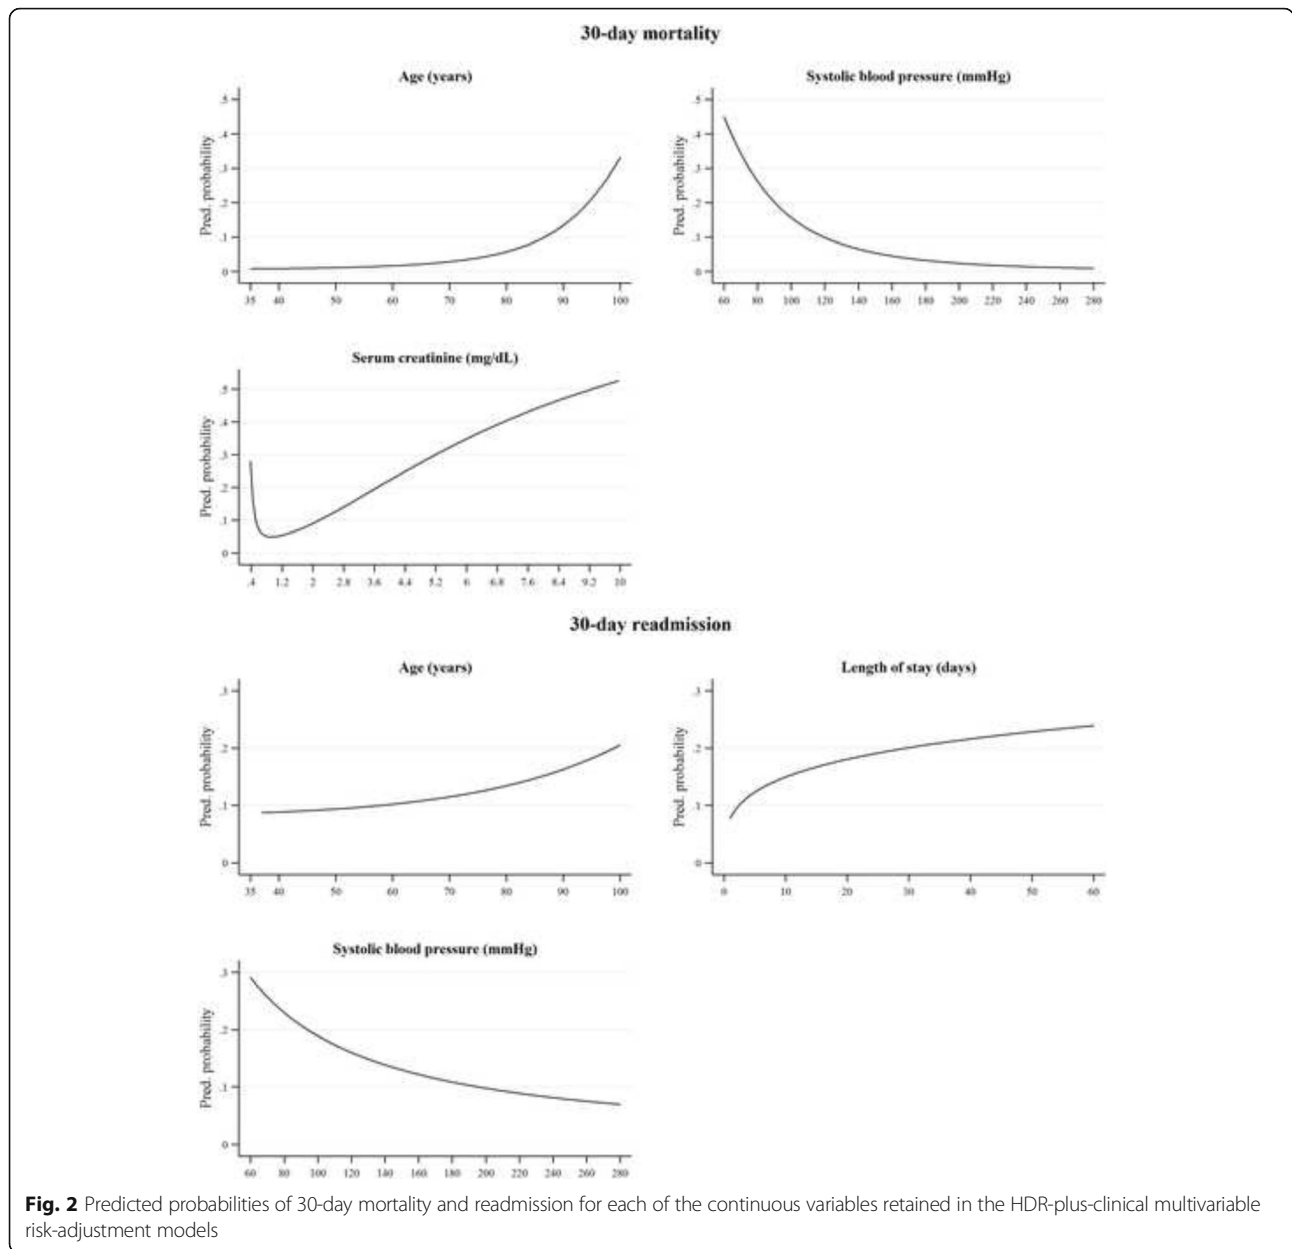 30-day mortality
Age (years)
Pred. probability
.5
.4
.3
.2
.1
0
35 40 50 60 70 80 90 100
Systolic blood pressure (mmHg)
Pred. probability
.5
.4
.3
.2
.1
0
60 80 100 120 140 160 180 200 220 240 260 280
Serum creatinine (mg/dL)
Pred. probability
.5
.4
.3
.2
.1
0
.4 1.2 2 2.8 3.6 4.4 5.2 6 6.8 7.6 8.4 9.2 10
30-day readmission
Age (years)
Pred. probability
.3
.2
.1
0
35 40 50 60 70 80 90 100
Length of stay (days)
Pred. probability
.3
.2
.1
0
0 10 20 30 40 50 60
Systolic blood pressure (mmHg)
Pred. probability
.3
.2
.1
0
60 80 100 120 140 160 180 200 220 240 260 280
Fig. 2 Predicted probabilities of 30-day mortality and readmission for each of the continuous variables retained in the HDR-plus-clinical multivariable
risk-adjustment models